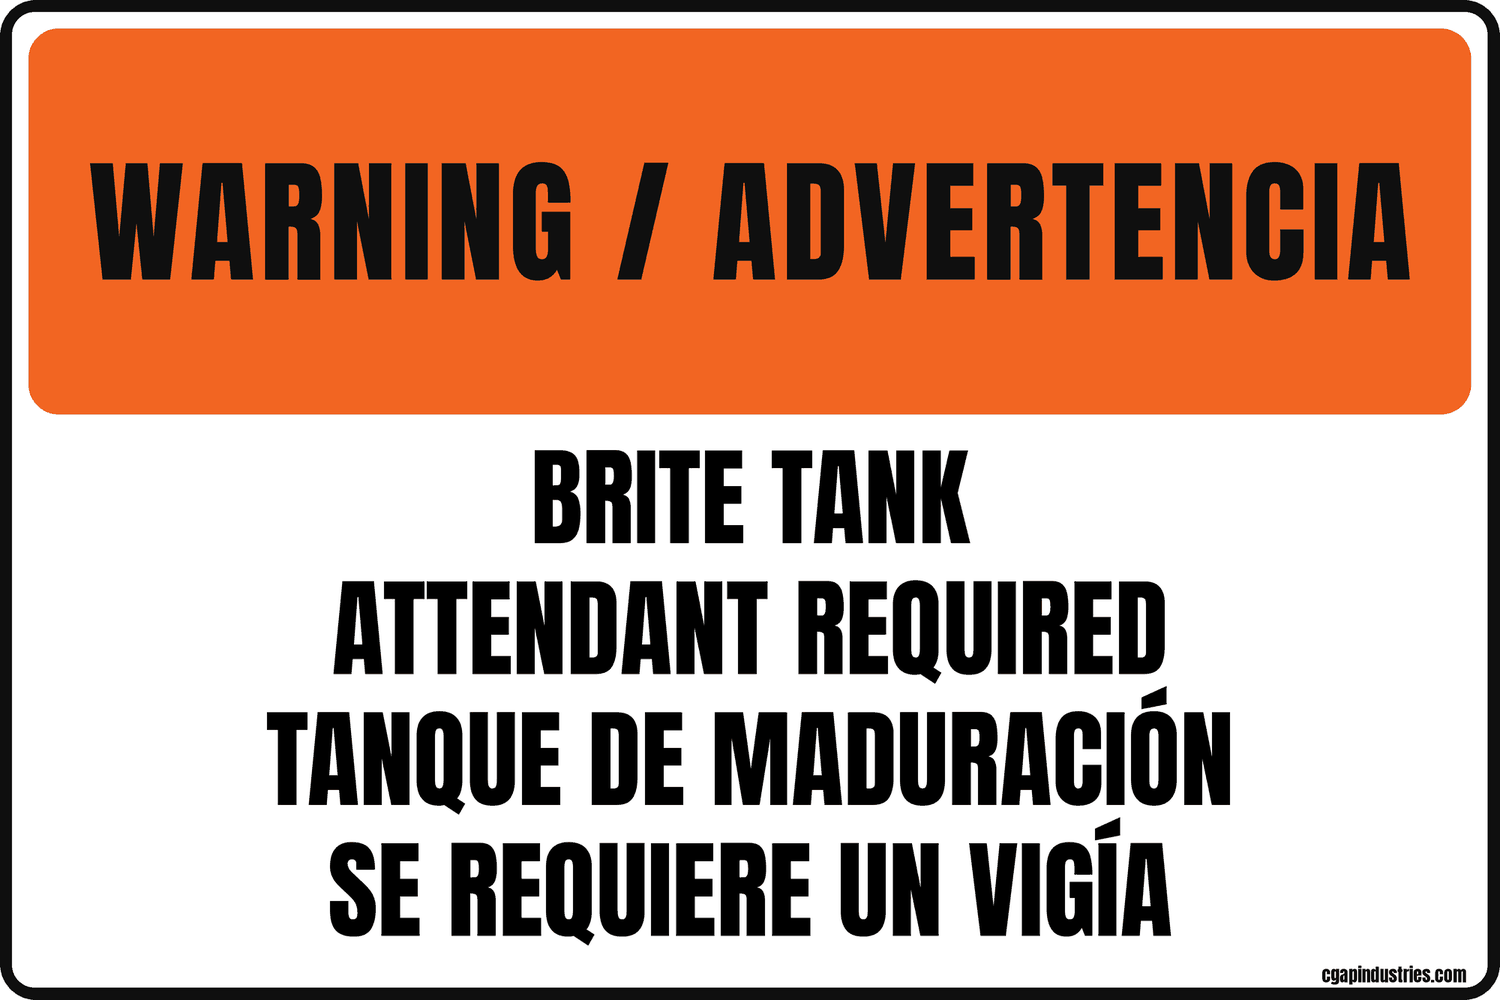 WARNING / ADVERTENCIA
BRITE TANK
ATTENDANT REQUIRED
TANQUE DE MADURACIÓN
SE REQUIERE UN VIGÍA
cgapindustries.com